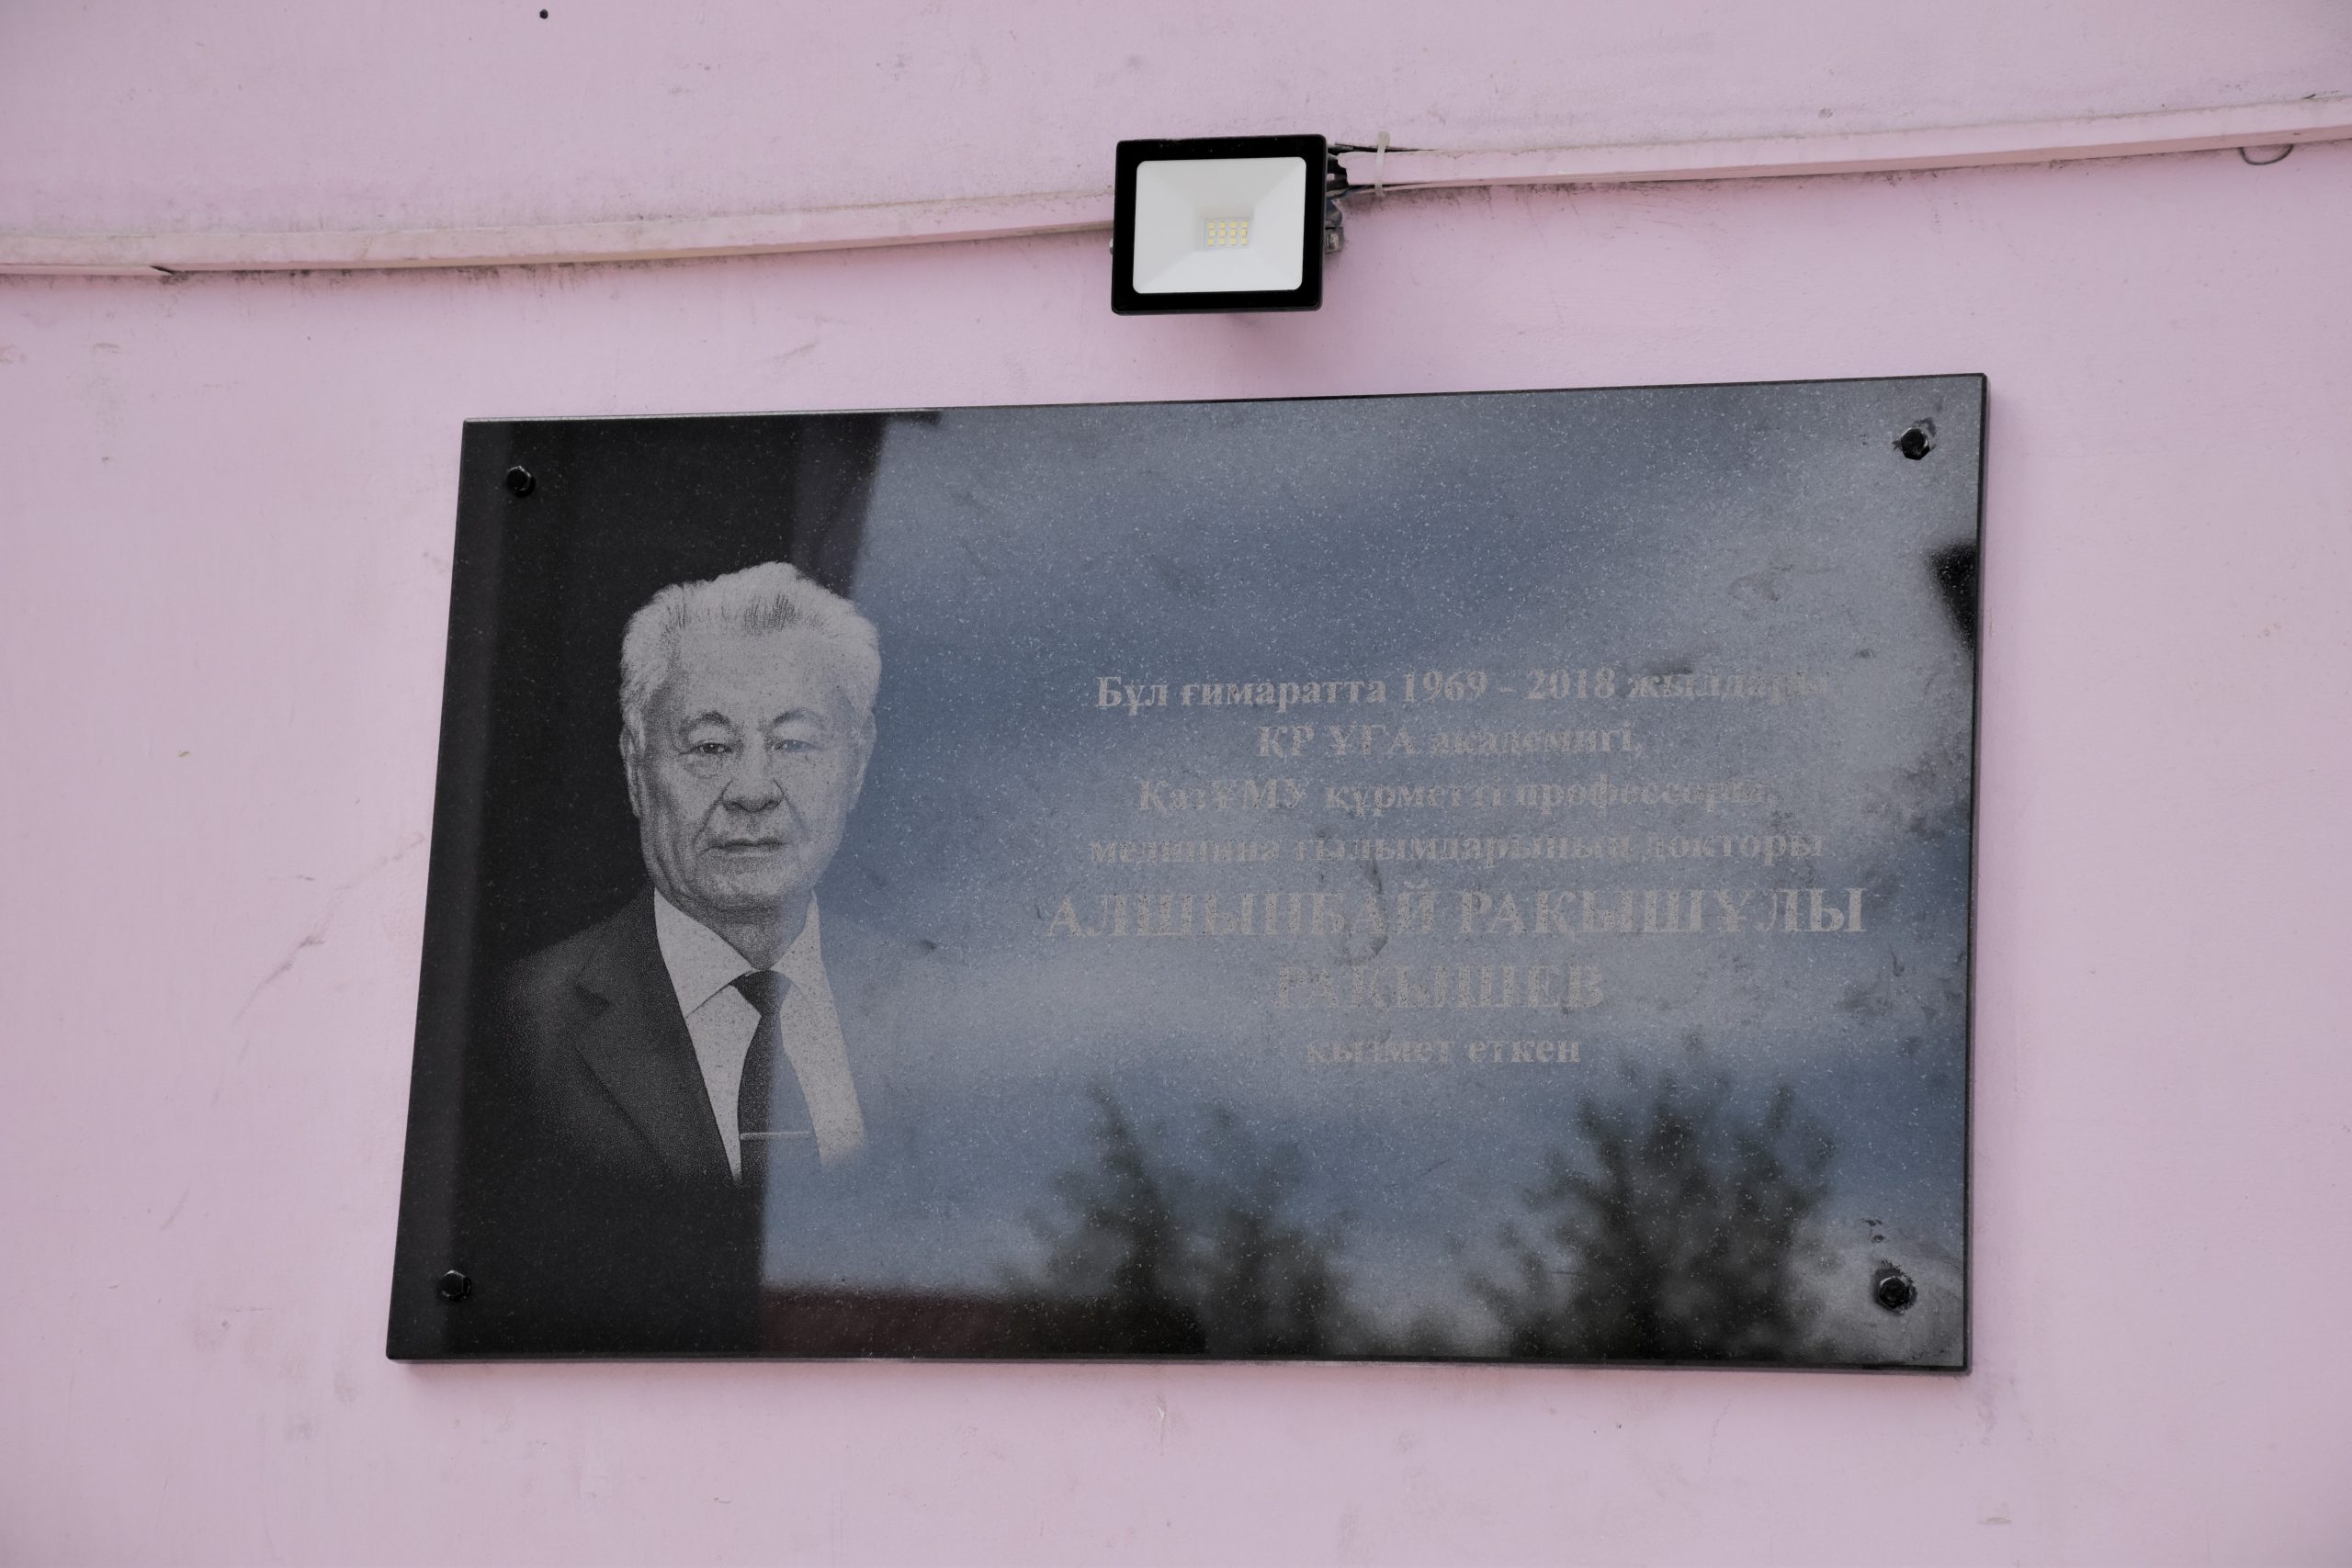 Бұл ғимаратта 1969 - 2018 жылдары
ҚР ҰҒА академигі,
ҚазҰМУ құрметті профессоры,
медицина ғылымдарының докторы
АЛШЫНБАЙ РАҚЫШҰЛЫ
РАҚЫШЕВ
қызмет еткен